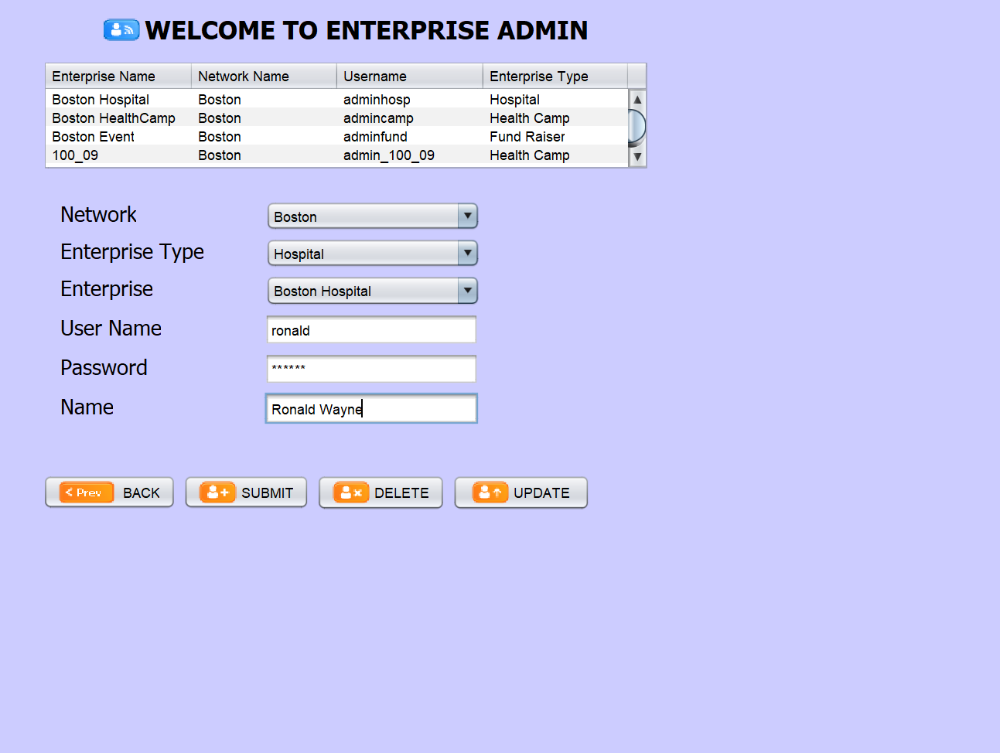 WELCOME TO ENTERPRISE ADMIN
Enterprise Name Network Name Username Enterprise Type
Boston Hospital Boston adminhosp Hospital
Boston HealthCamp Boston admincamp Health Camp
Boston Event Boston adminfund Fund Raiser
100_09 Boston admin_100_09 Health Camp
Network Boston
Enterprise Type Hospital
Enterprise Boston Hospital
User Name ronald
Password ******
Name Ronald Wayne
< Prev BACK SUBMIT DELETE UPDATE